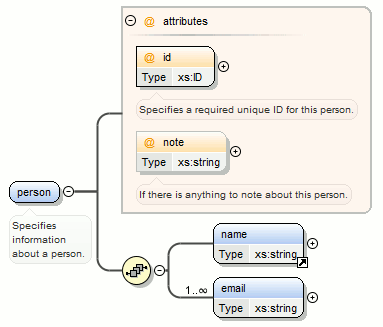 @ attributes
@ id
Type xs:ID
Specifies a required unique ID for this person.
@ note
Type xs:string
If there is anything to note about this person.
person
Specifies
information
about a person.
name
Type xs:string
1..∞
email
Type xs:string